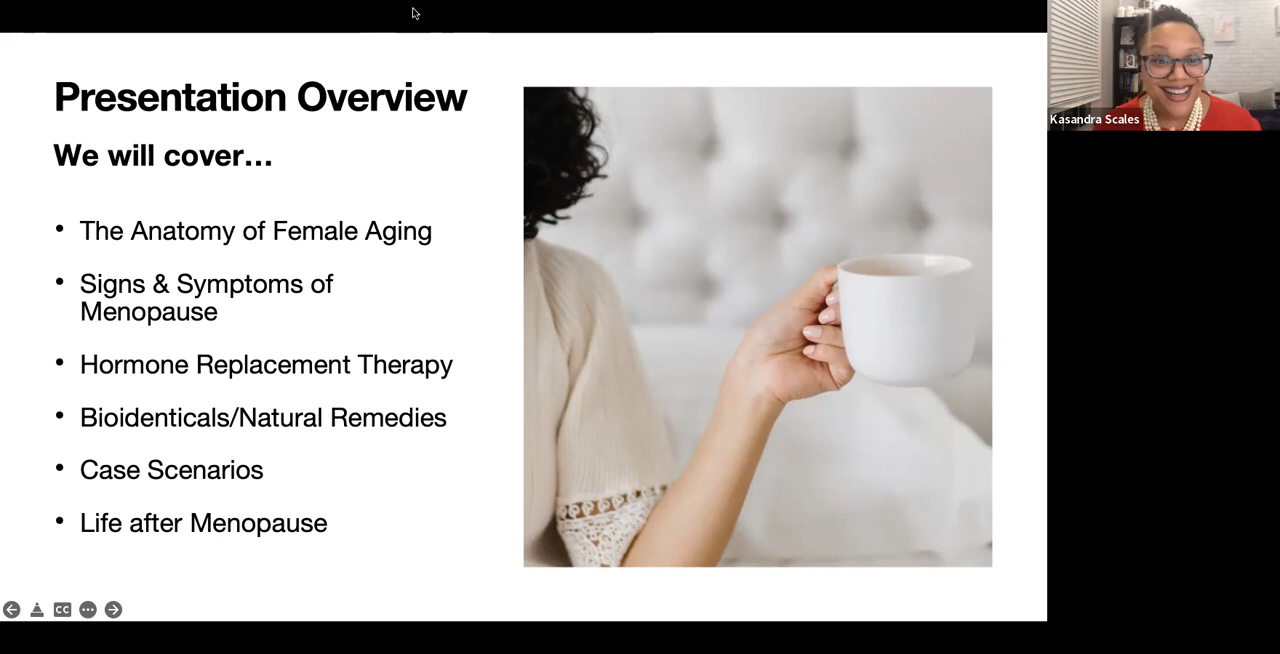 Presentation Overview
We will cover...
• The Anatomy of Female Aging
• Signs & Symptoms of
Menopause
• Hormone Replacement Therapy
• Bioidenticals/Natural Remedies
• Case Scenarios
• Life after Menopause
Kasandra Scales
CC